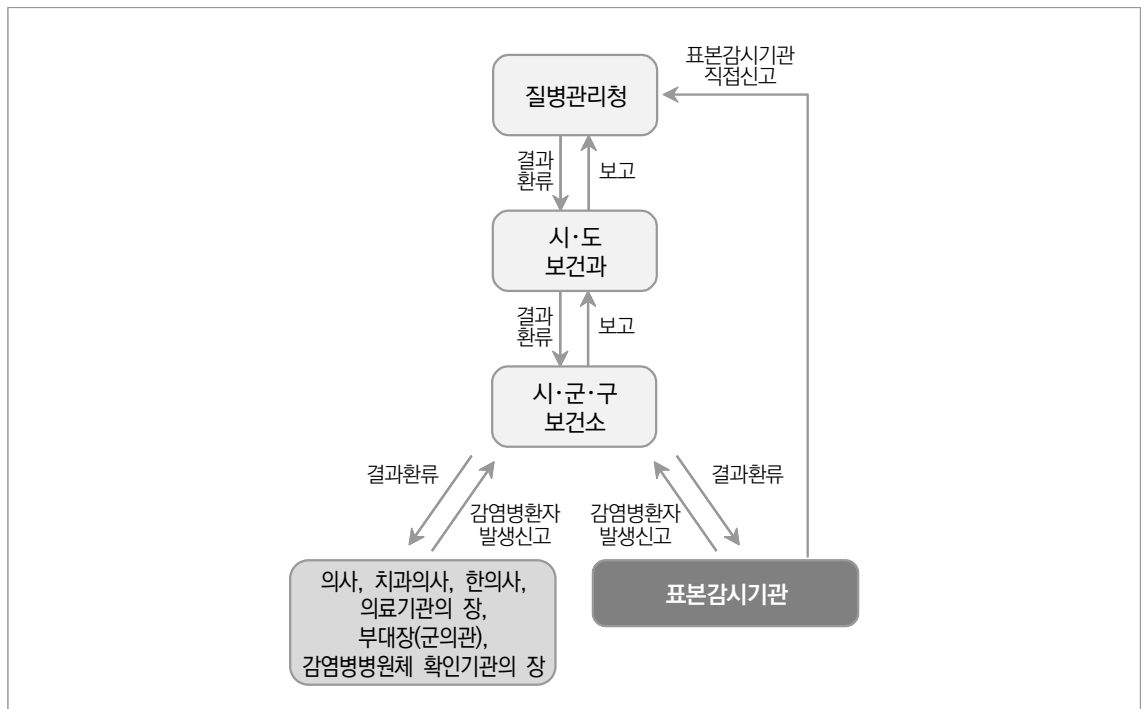 표본감시기관
직접신고
질병관리청
결과
환류
보고
시·도
보건과
결과
환류
보고
시·군·구
보건소
결과환류
결과환류
감염병환자
발생신고
감염병환자
발생신고
의사, 치과의사, 한의사,
의료기관의 장,
부대장(군의관),
감염병병원체 확인기관의 장
표본감시기관